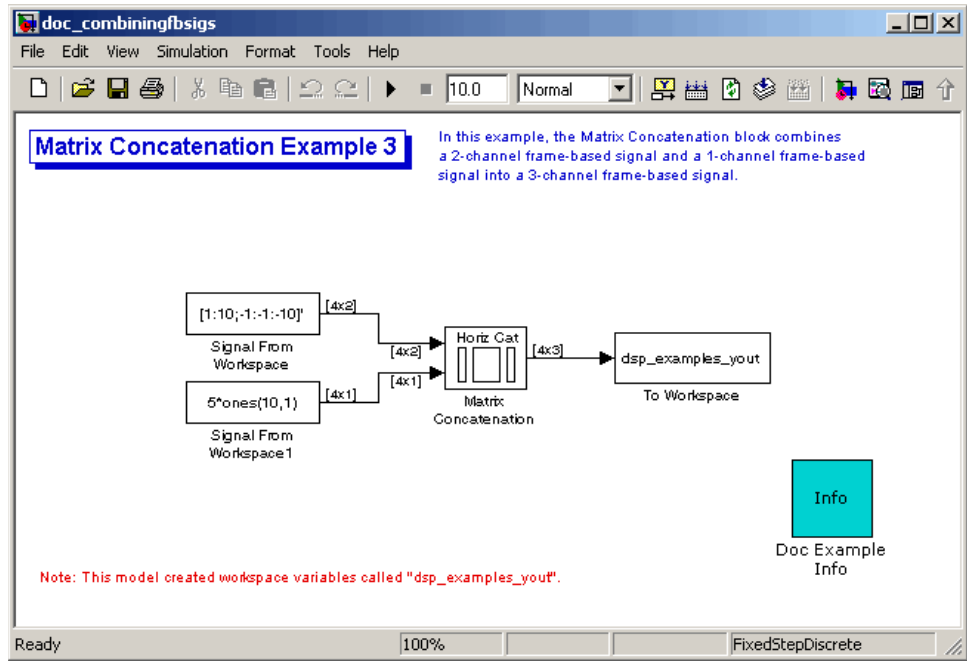 doc_combiningfbsigs
File Edit View Simulation Format Tools Help
10.0 Normal
Matrix Concatenation Example 3
In this example, the Matrix Concatenation block combines
a 2-channel frame-based signal and a 1-channel frame-based
signal into a 3-channel frame-based signal.
[1:10;-1:-1:-10]'
[4x2]
Signal From
Workspace
[4x2]
5*ones(10,1)
[4x1]
[4x1]
Signal From
Workspace1
Horiz Cat
[4x3]
Matrix
Concatenation
dsp_examples_yout
To Workspace
Info
Doc Example
Info
Note: This model created workspace variables called "dsp_examples_yout".
Ready 100% FixedStepDiscrete